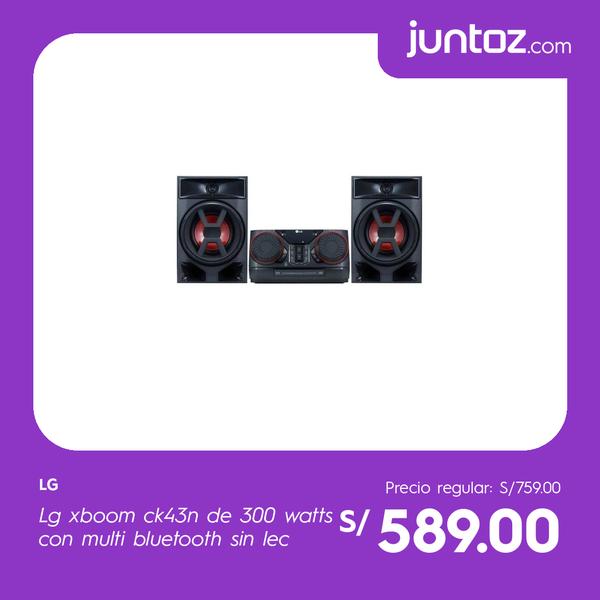 juntoz.com
LG
LG
Precio regular: S/759.00
Lg xboom ck43n de 300 watts
con multi bluetooth sin lec
S/ 589.00